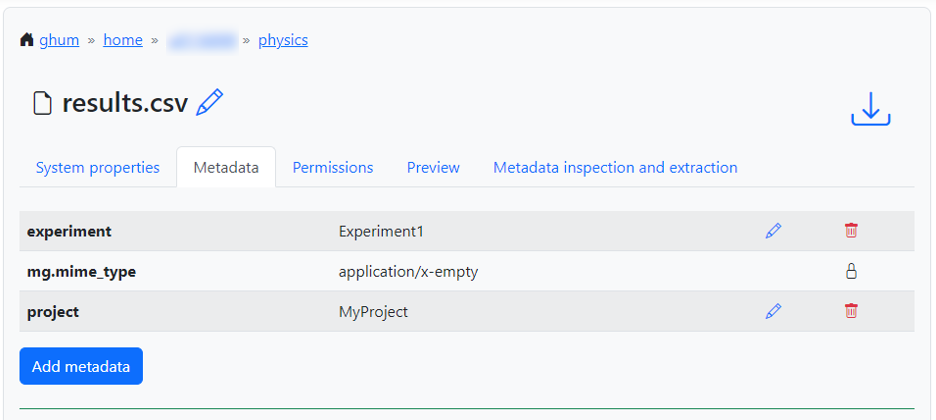 ghum » home » » physics
results.csv
System properties Metadata Permissions Preview Metadata inspection and extraction
experiment Experiment1
mg.mime_type application/x-empty
project MyProject
Add metadata